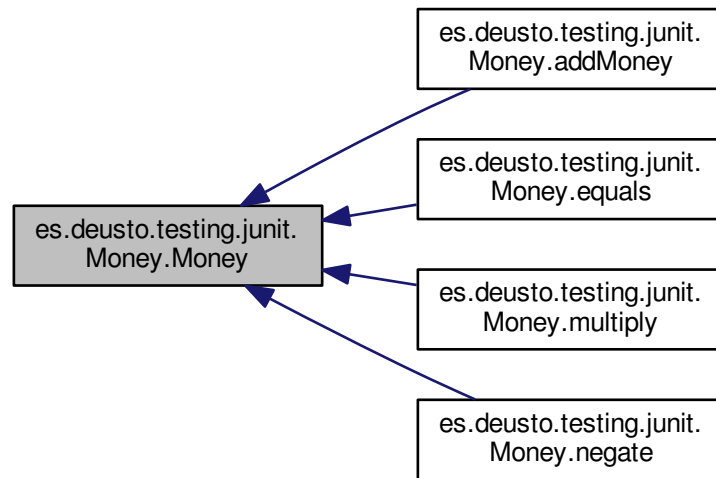 es.deusto.testing.junit.
Money.addMoney
es.deusto.testing.junit.
Money.equals
es.deusto.testing.junit.
Money.Money
es.deusto.testing.junit.
Money.multiply
es.deusto.testing.junit.
Money.negate